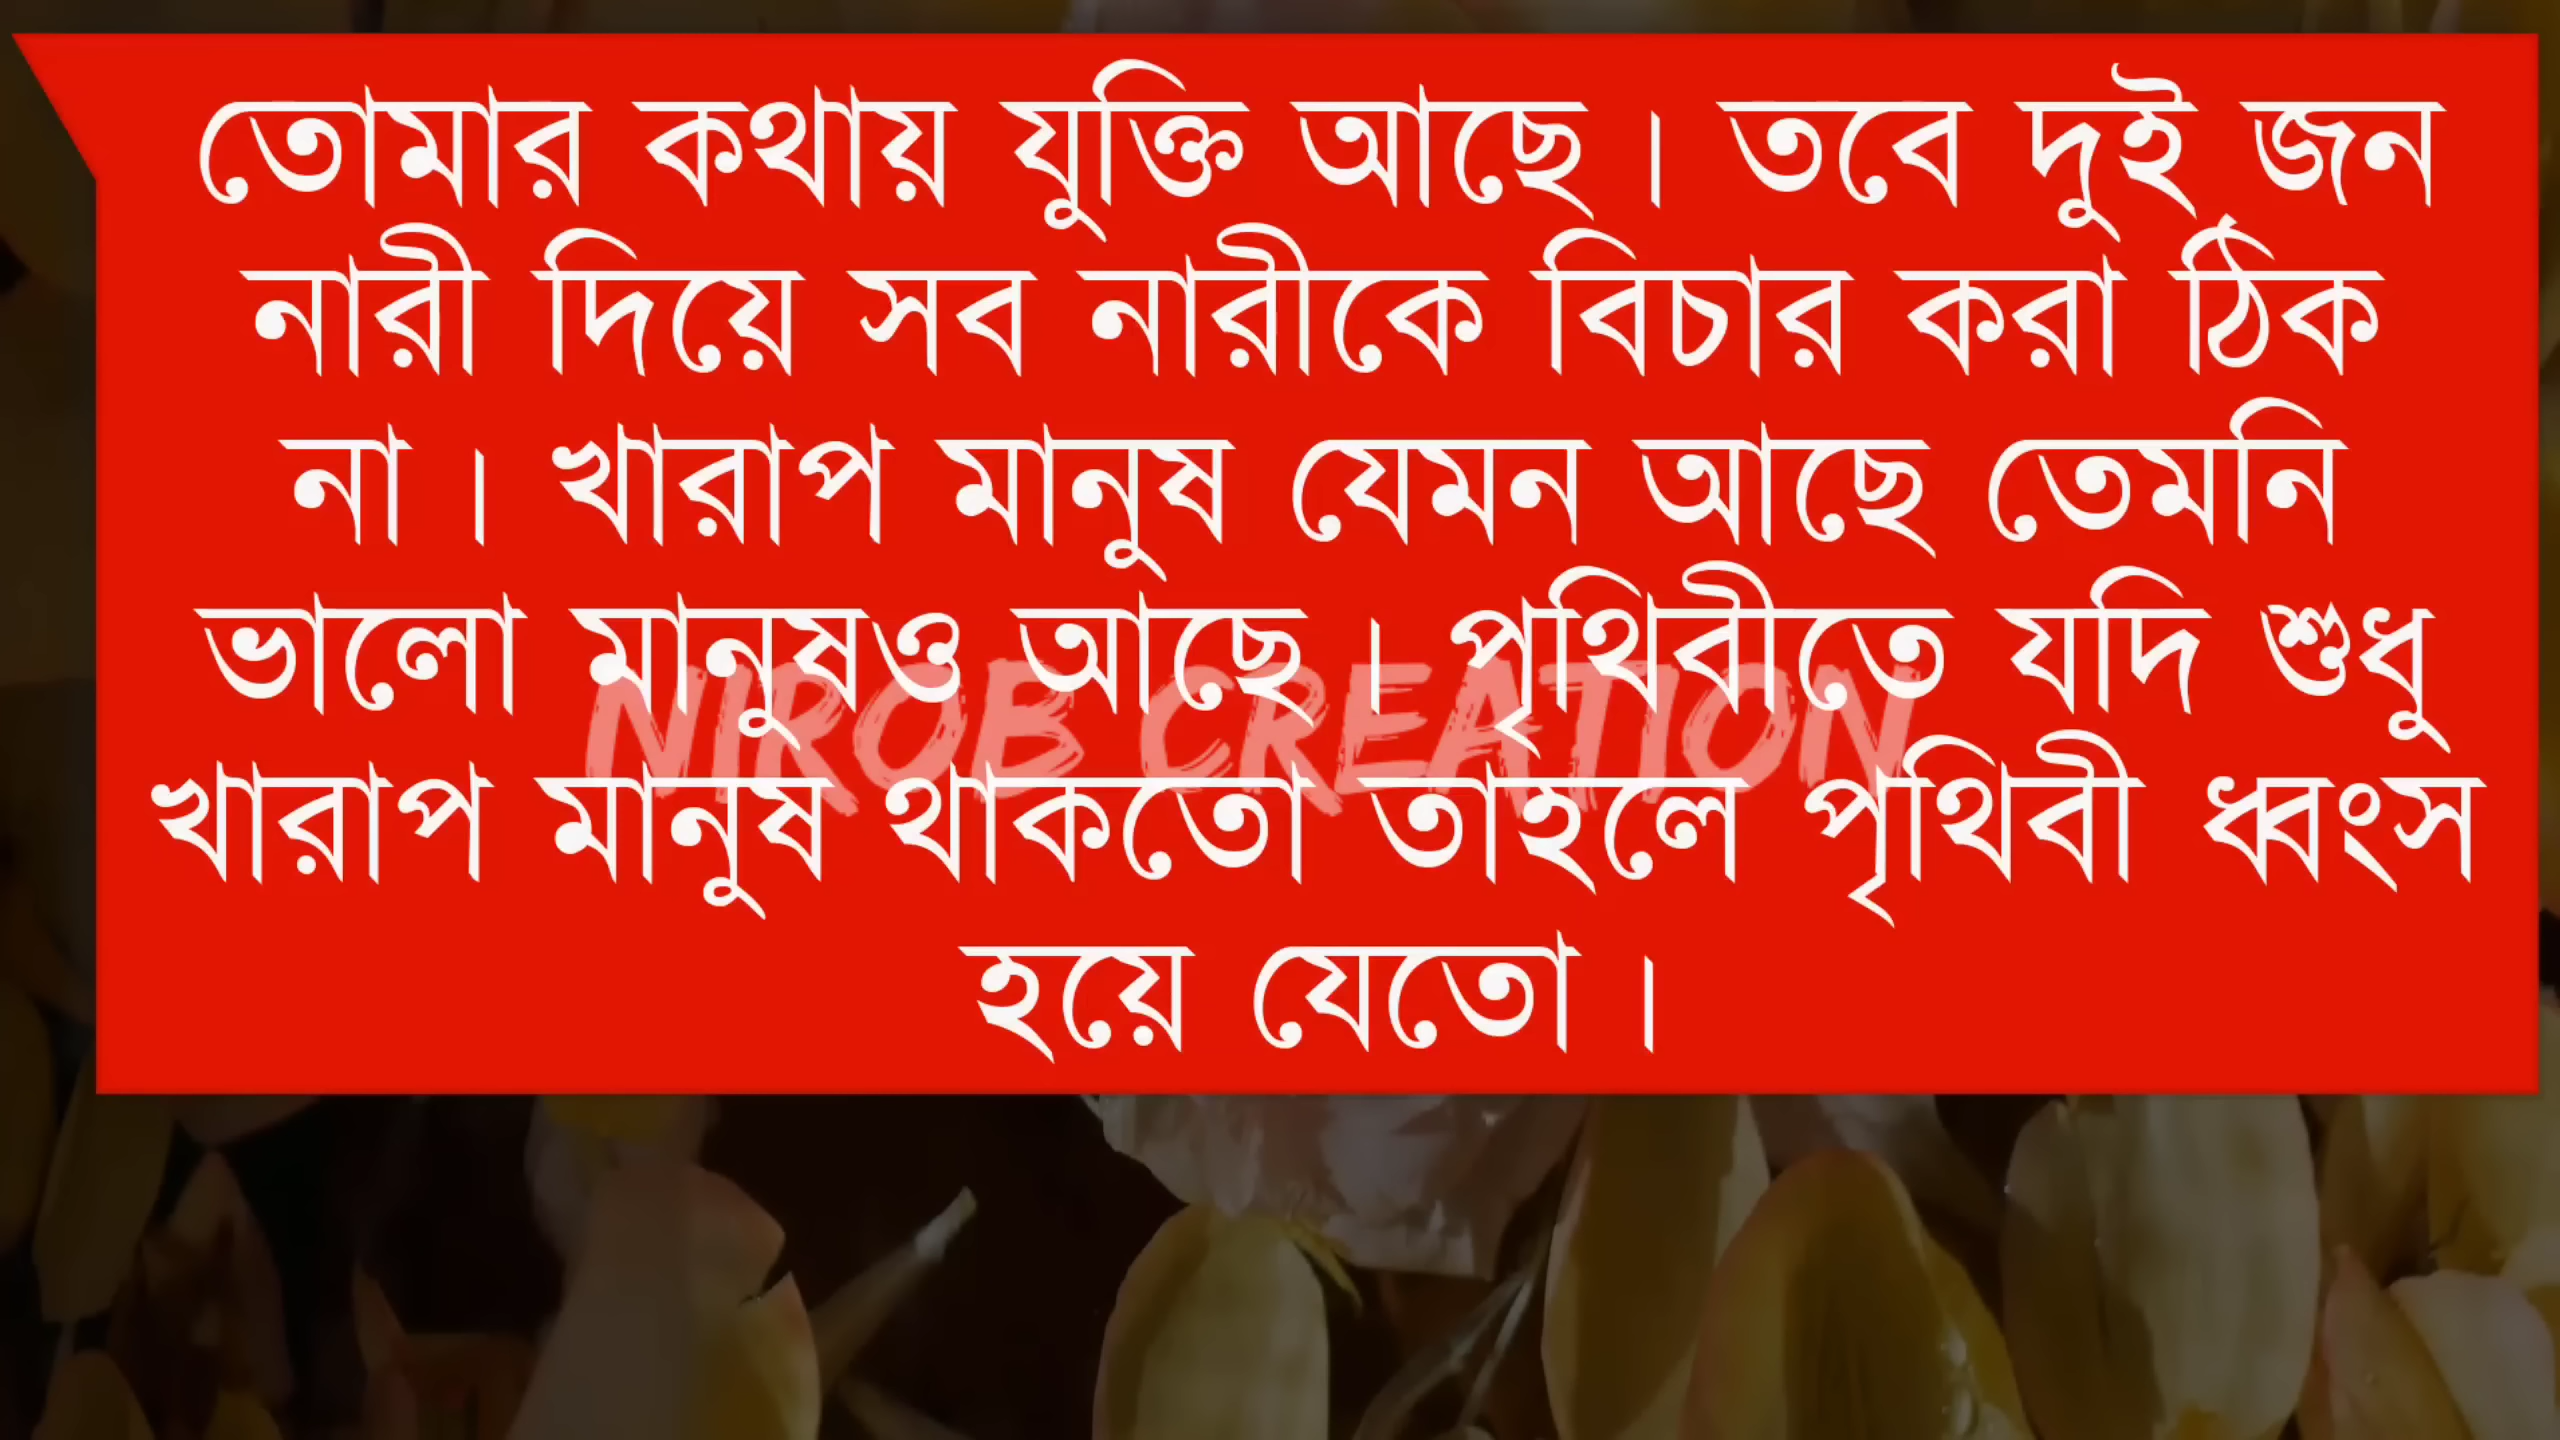 তোমার কথায় যুক্তি আছে। তবে দুই জন
নারী দিয়ে সব নারীকে বিচার করা ঠিক
না। খারাপ মানুষ যেমন আছে তেমনি
ভালো মানুষও আছে। পৃথিবীতে যদি শুধু
NIROB CREATION
খারাপ মানুষ থাকতো তাহলে পৃথিবী ধ্বংস
হয়ে যেতো।